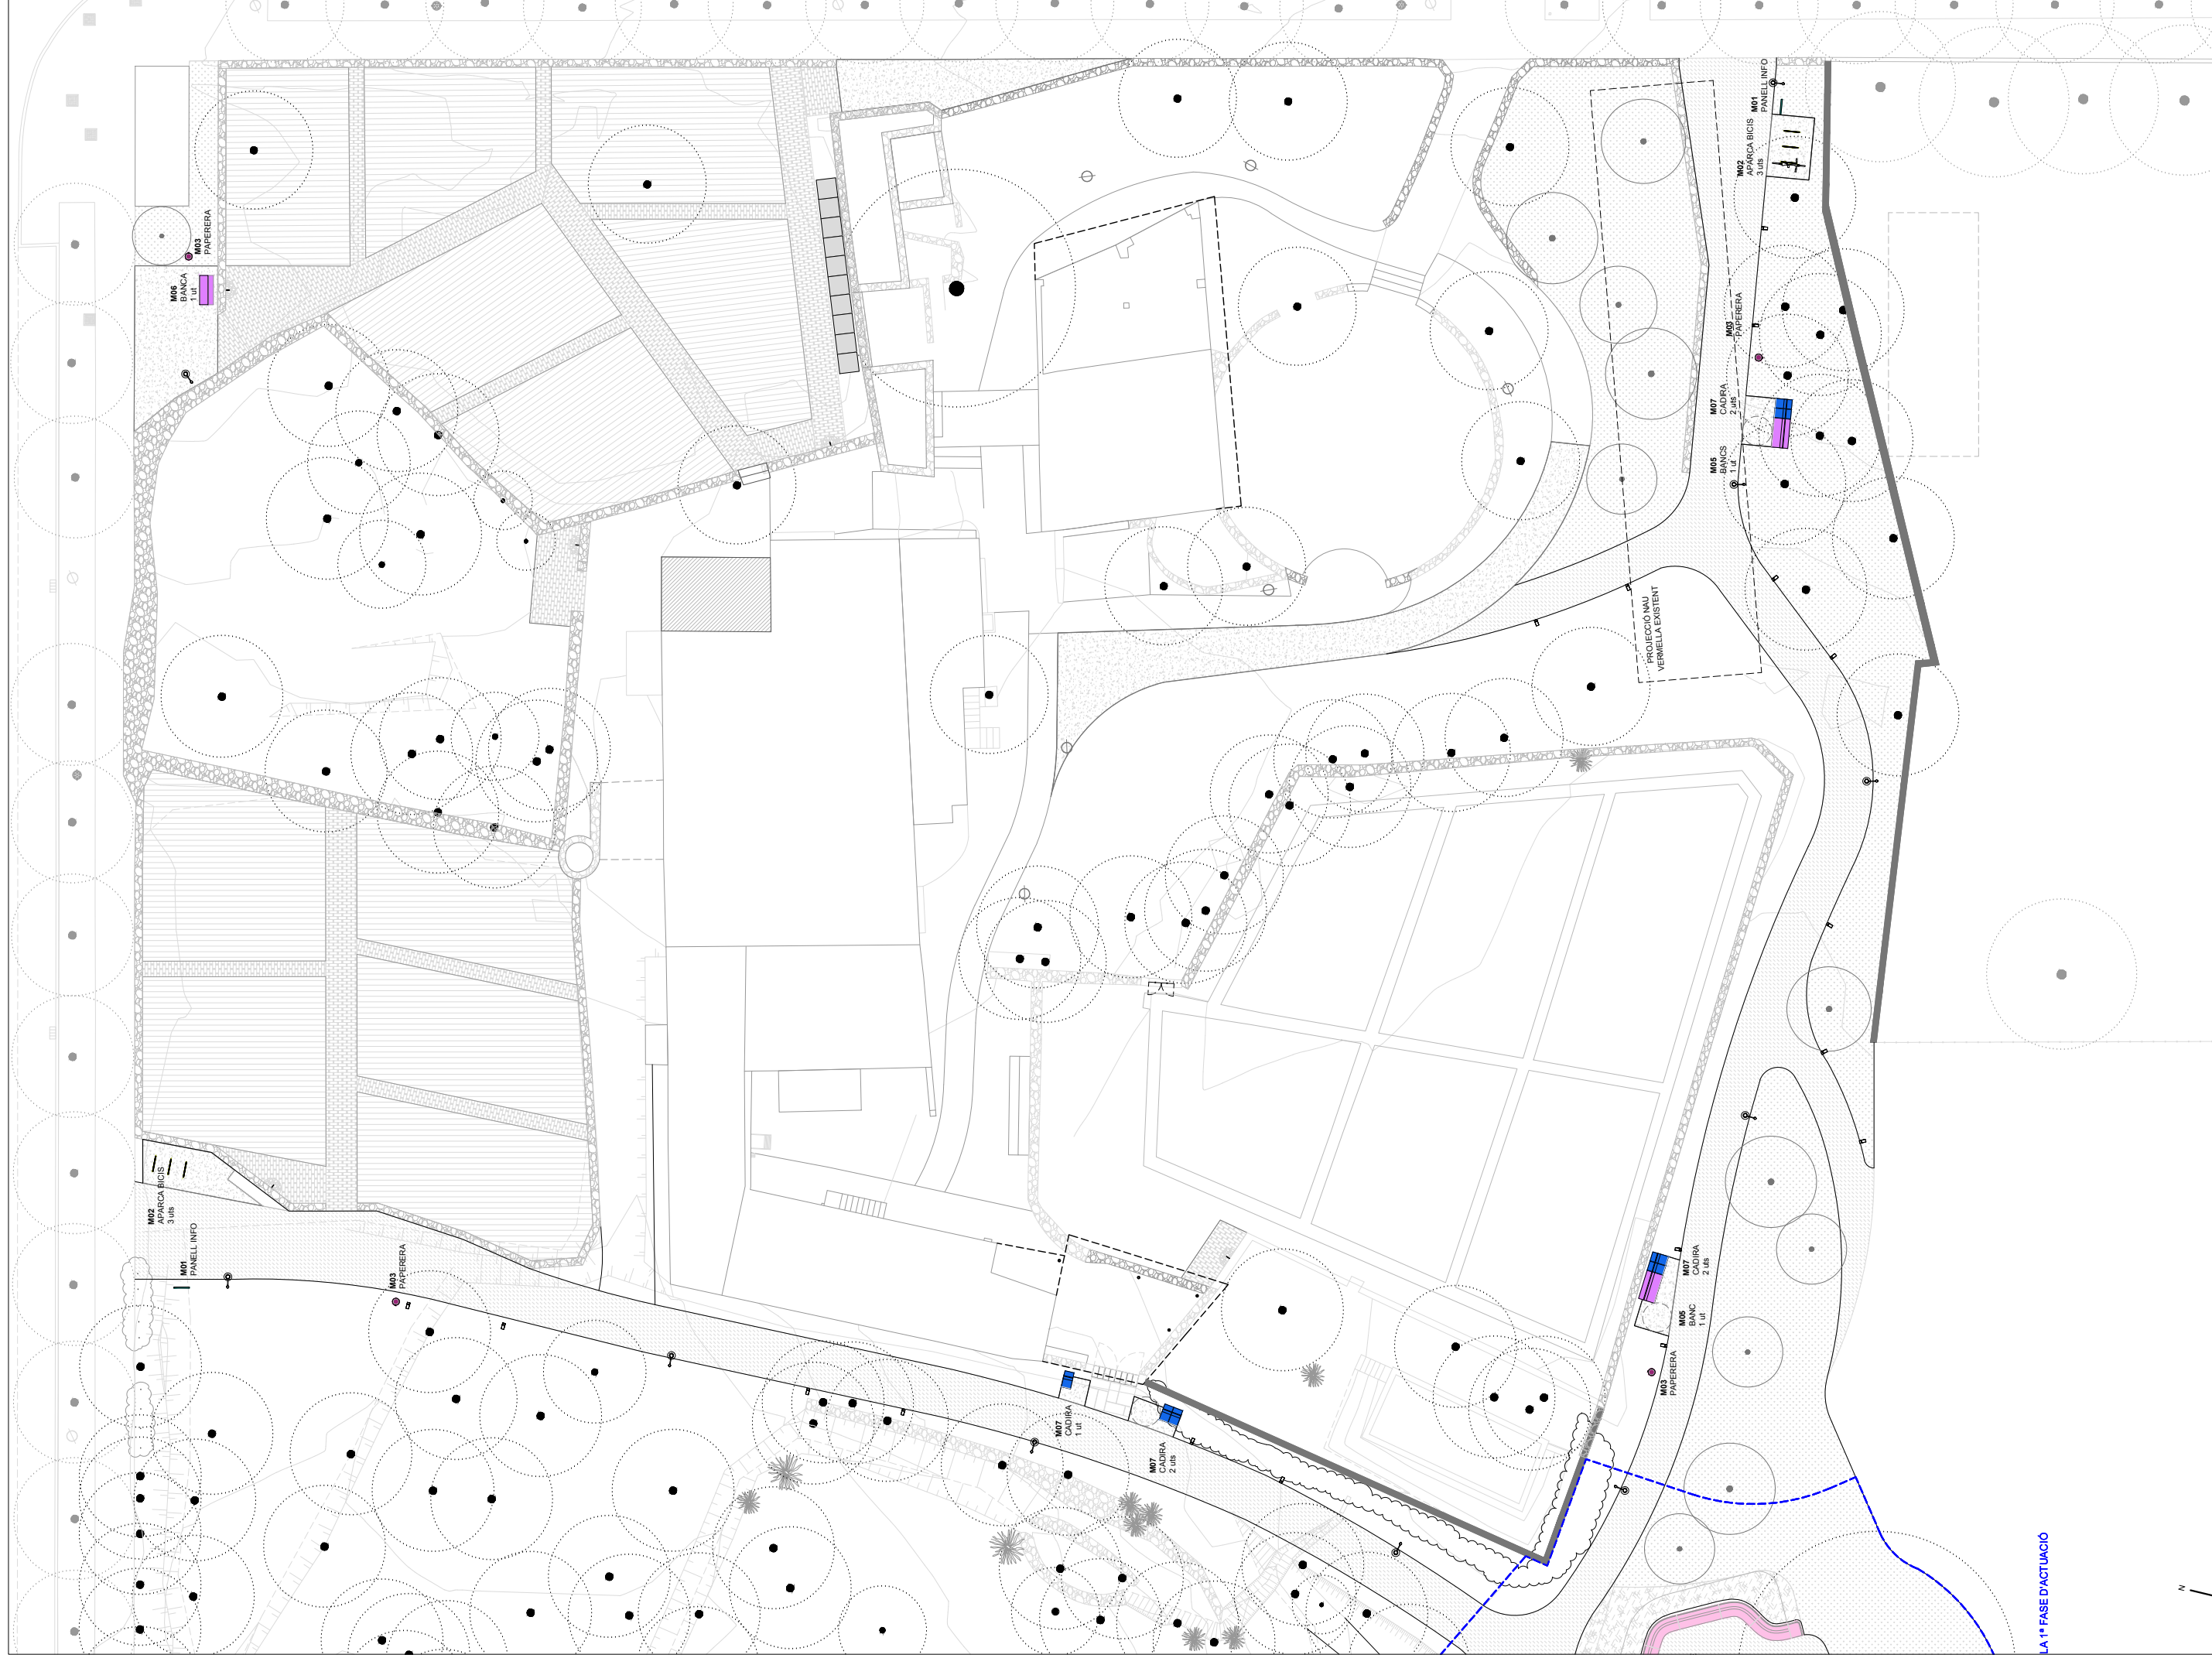 M01
PANELL INFO
M02
APARCA BICIS
3 uts
M03
PAPERERA
M06
BANCA
1 ut
M03
PAPERERA
M07
CADIRA
2 uts
M05
BANCS
1 ut
PROJECCIÓ NAU
VERMELLA EXISTENT
M02
APARCA BICIS
3 uts
M01
PANELL INFO
M03
PAPERERA
M07
CADIRA
2 uts
M05
BANC
1 ut
M03
PAPERERA
M07
CADIRA
1 ut
M07
CADIRA
2 uts
LA 1ª FASE D'ACTUACIÓ
N